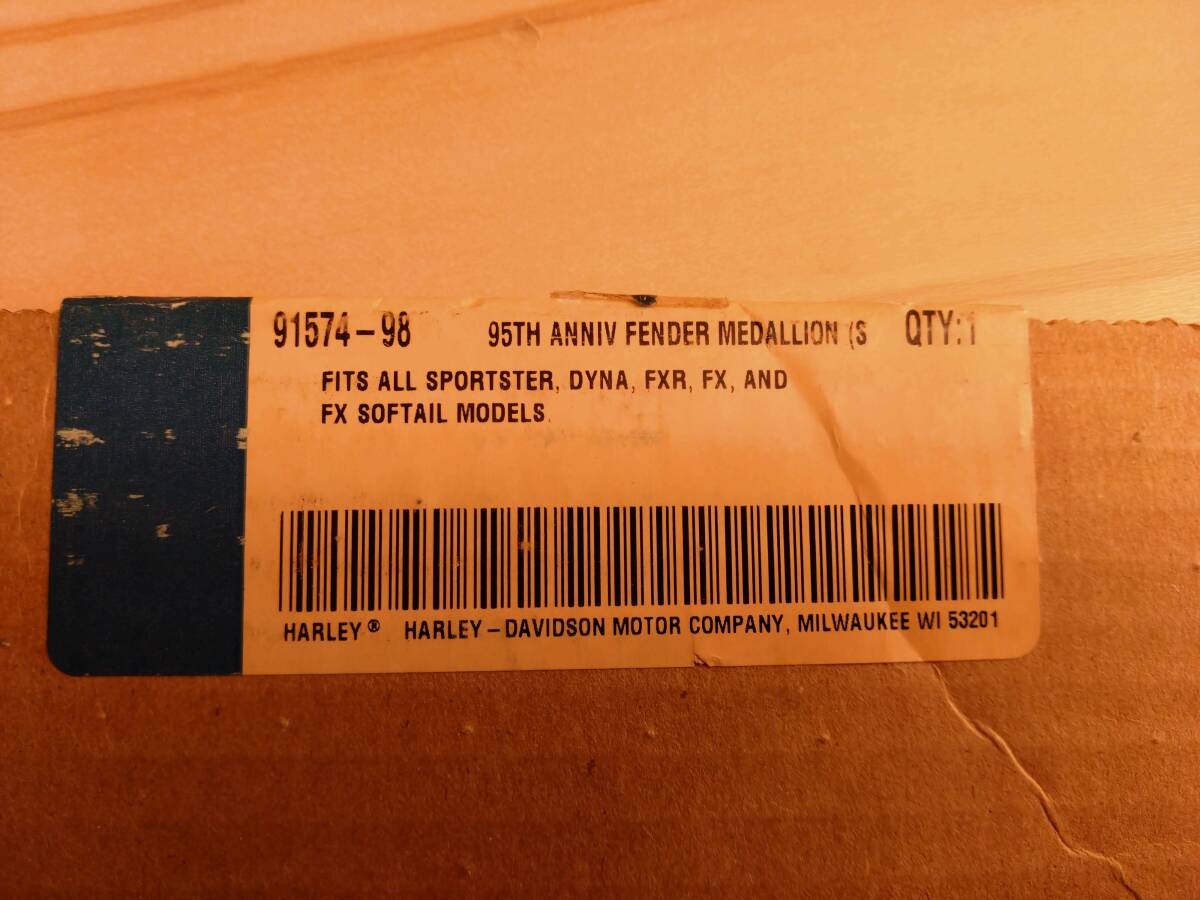 91574-98 95TH ANNIV FENDER MEDALLION (S QTY:1
FITS ALL SPORTSTER, DYNA, FXR, FX, AND
FX SOFTAIL MODELS.
HARLEY® HARLEY-DAVIDSON MOTOR COMPANY, MILWAUKEE WI 53201